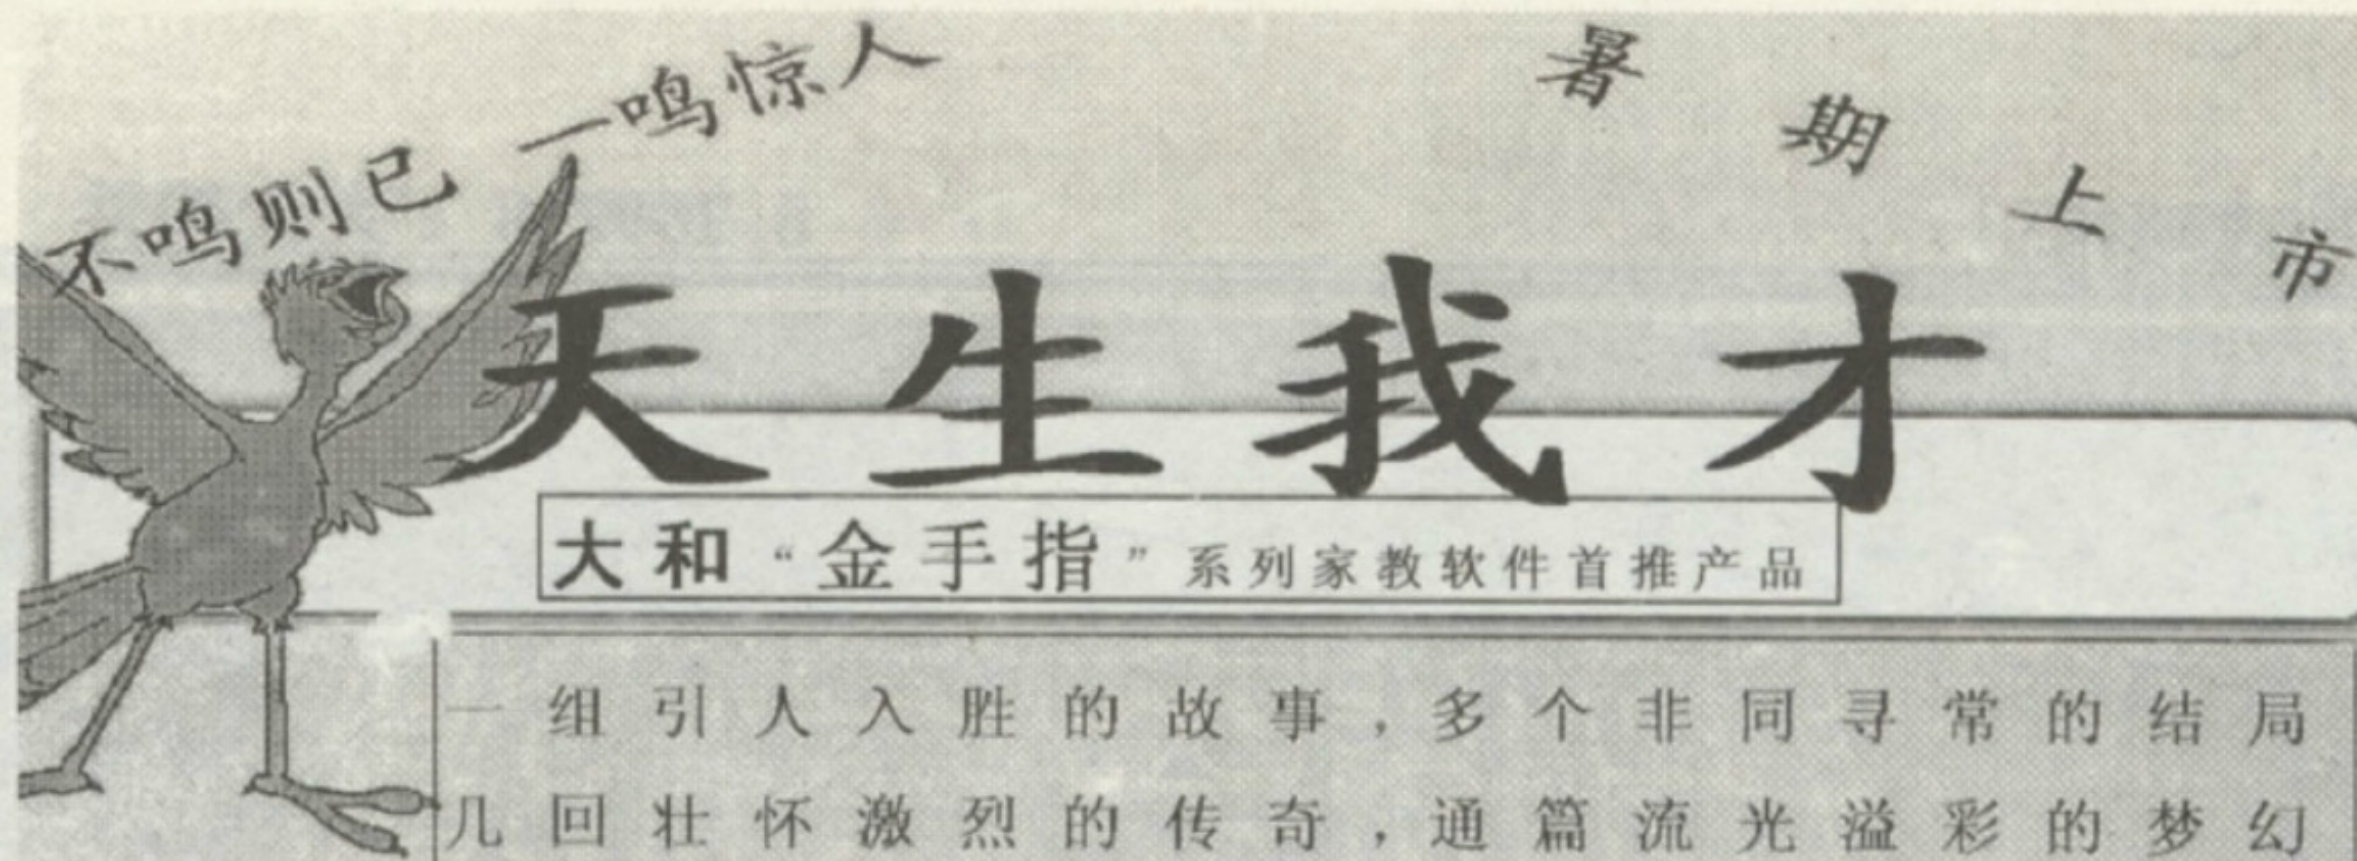 不鸣则已 一鸣惊人
暑期上市
天生我才
大和“金手指”系列家教软件首推产品
一组引人入胜的故事，多个非同寻常的结局
几回壮怀激烈的传奇，通篇流光溢彩的梦幻